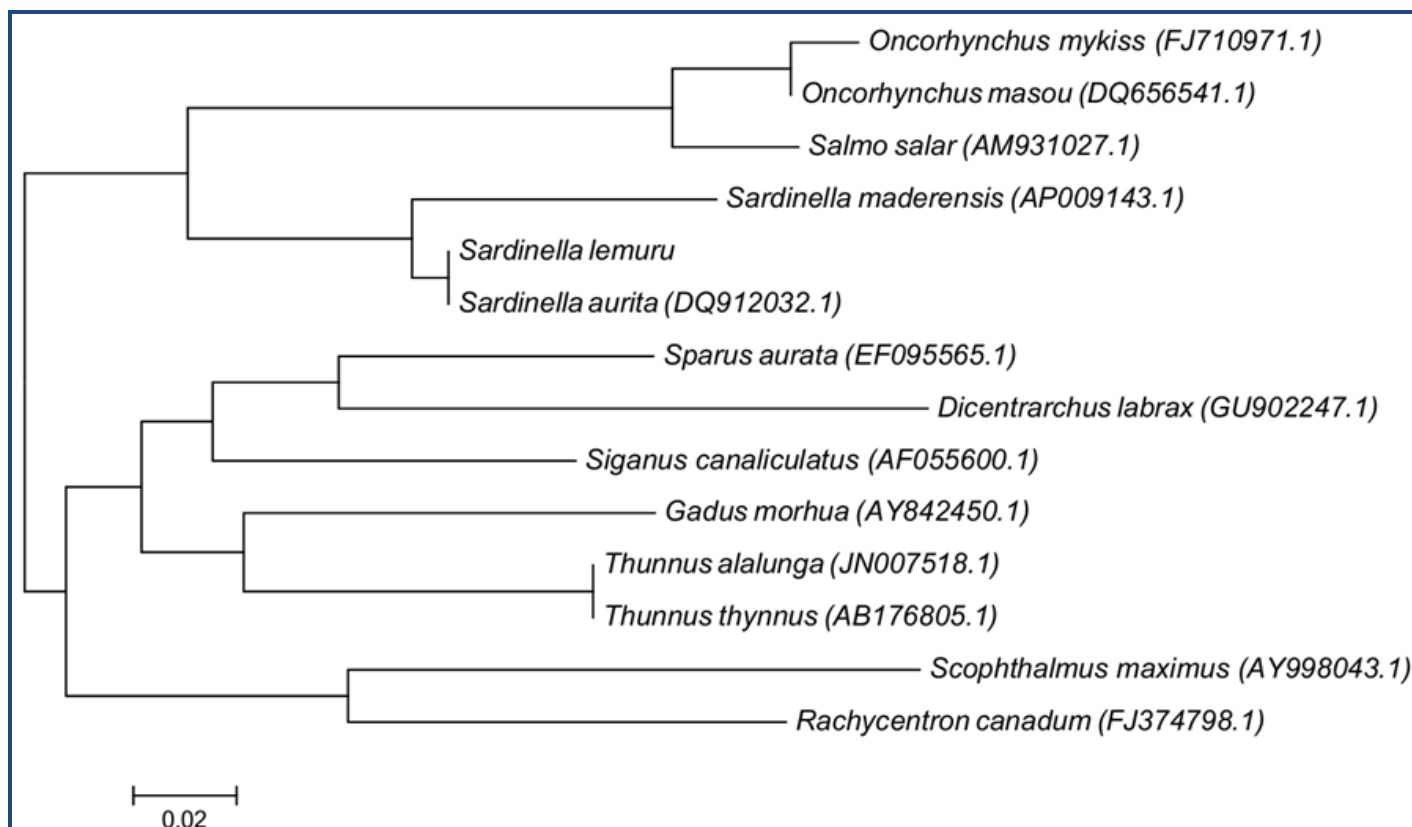 Oncorhynchus mykiss (FJ710971.1)
Oncorhynchus masou (DQ656541.1)
Salmo salar (AM931027.1)
Sardinella maderensis (AP009143.1)
Sardinella lemuru
Sardinella aurita (DQ912032.1)
Sparus aurata (EF095565.1)
Dicentrarchus labrax (GU902247.1)
Siganus canaliculatus (AF055600.1)
Gadus morhua (AY842450.1)
Thunnus alalunga (JN007518.1)
Thunnus thynnus (AB176805.1)
Scophthalmus maximus (AY998043.1)
Rachycentron canadum (FJ374798.1)
0.02